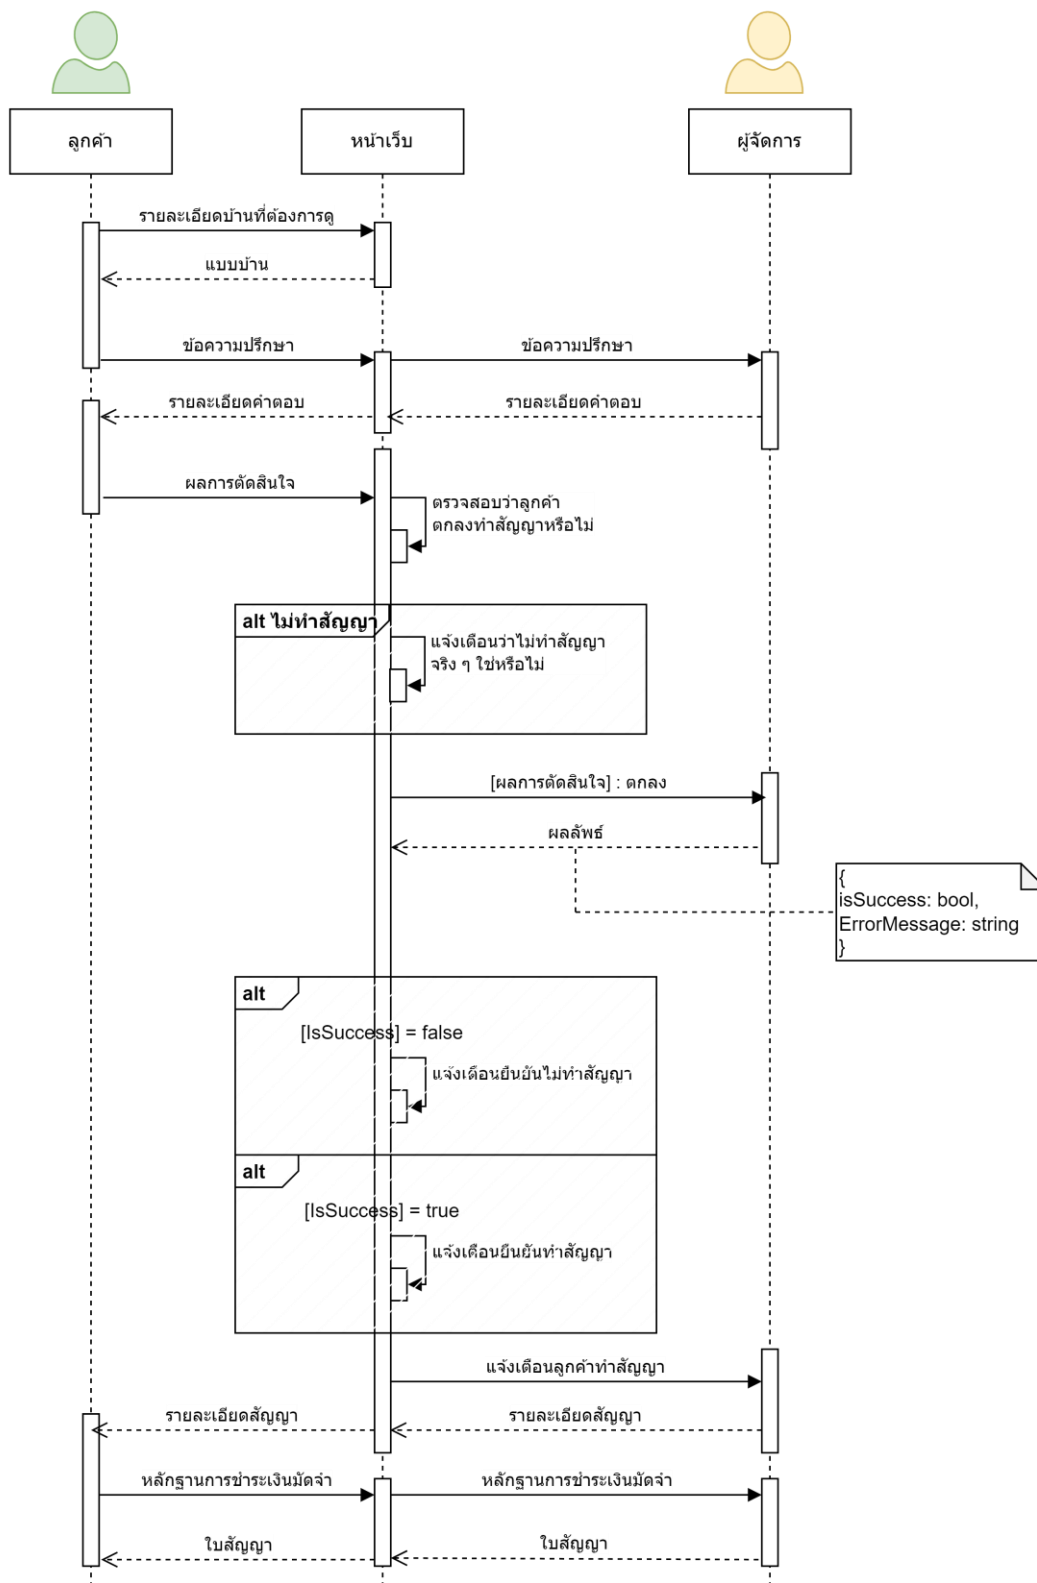 ลูกค้า
หน้าเว็บ
ผู้จัดการ
รายละเอียดบ้านที่ต้องการดู
แบบบ้าน
ข้อความปรึกษา
ข้อความปรึกษา
รายละเอียดคำตอบ
รายละเอียดคำตอบ
ผลการตัดสินใจ
ตรวจสอบว่าลูกค้า
ตกลงทำสัญญาหรือไม่
alt ไม่ทำสัญญา
แจ้งเตือนว่าไม่ทำสัญญา
จริง ๆ ใช่หรือไม่
[ผลการตัดสินใจ] : ตกลง
ผลลัพธ์
{
isSuccess: bool,
ErrorMessage: string
}
alt
[IsSuccess] = false
แจ้งเตือนยืนยันไม่ทำสัญญา
alt
[IsSuccess] = true
แจ้งเตือนยืนยันทำสัญญา
แจ้งเตือนลูกค้าทำสัญญา
รายละเอียดสัญญา
รายละเอียดสัญญา
หลักฐานการชำระเงินมัดจำ
หลักฐานการชำระเงินมัดจำ
ใบสัญญา
ใบสัญญา